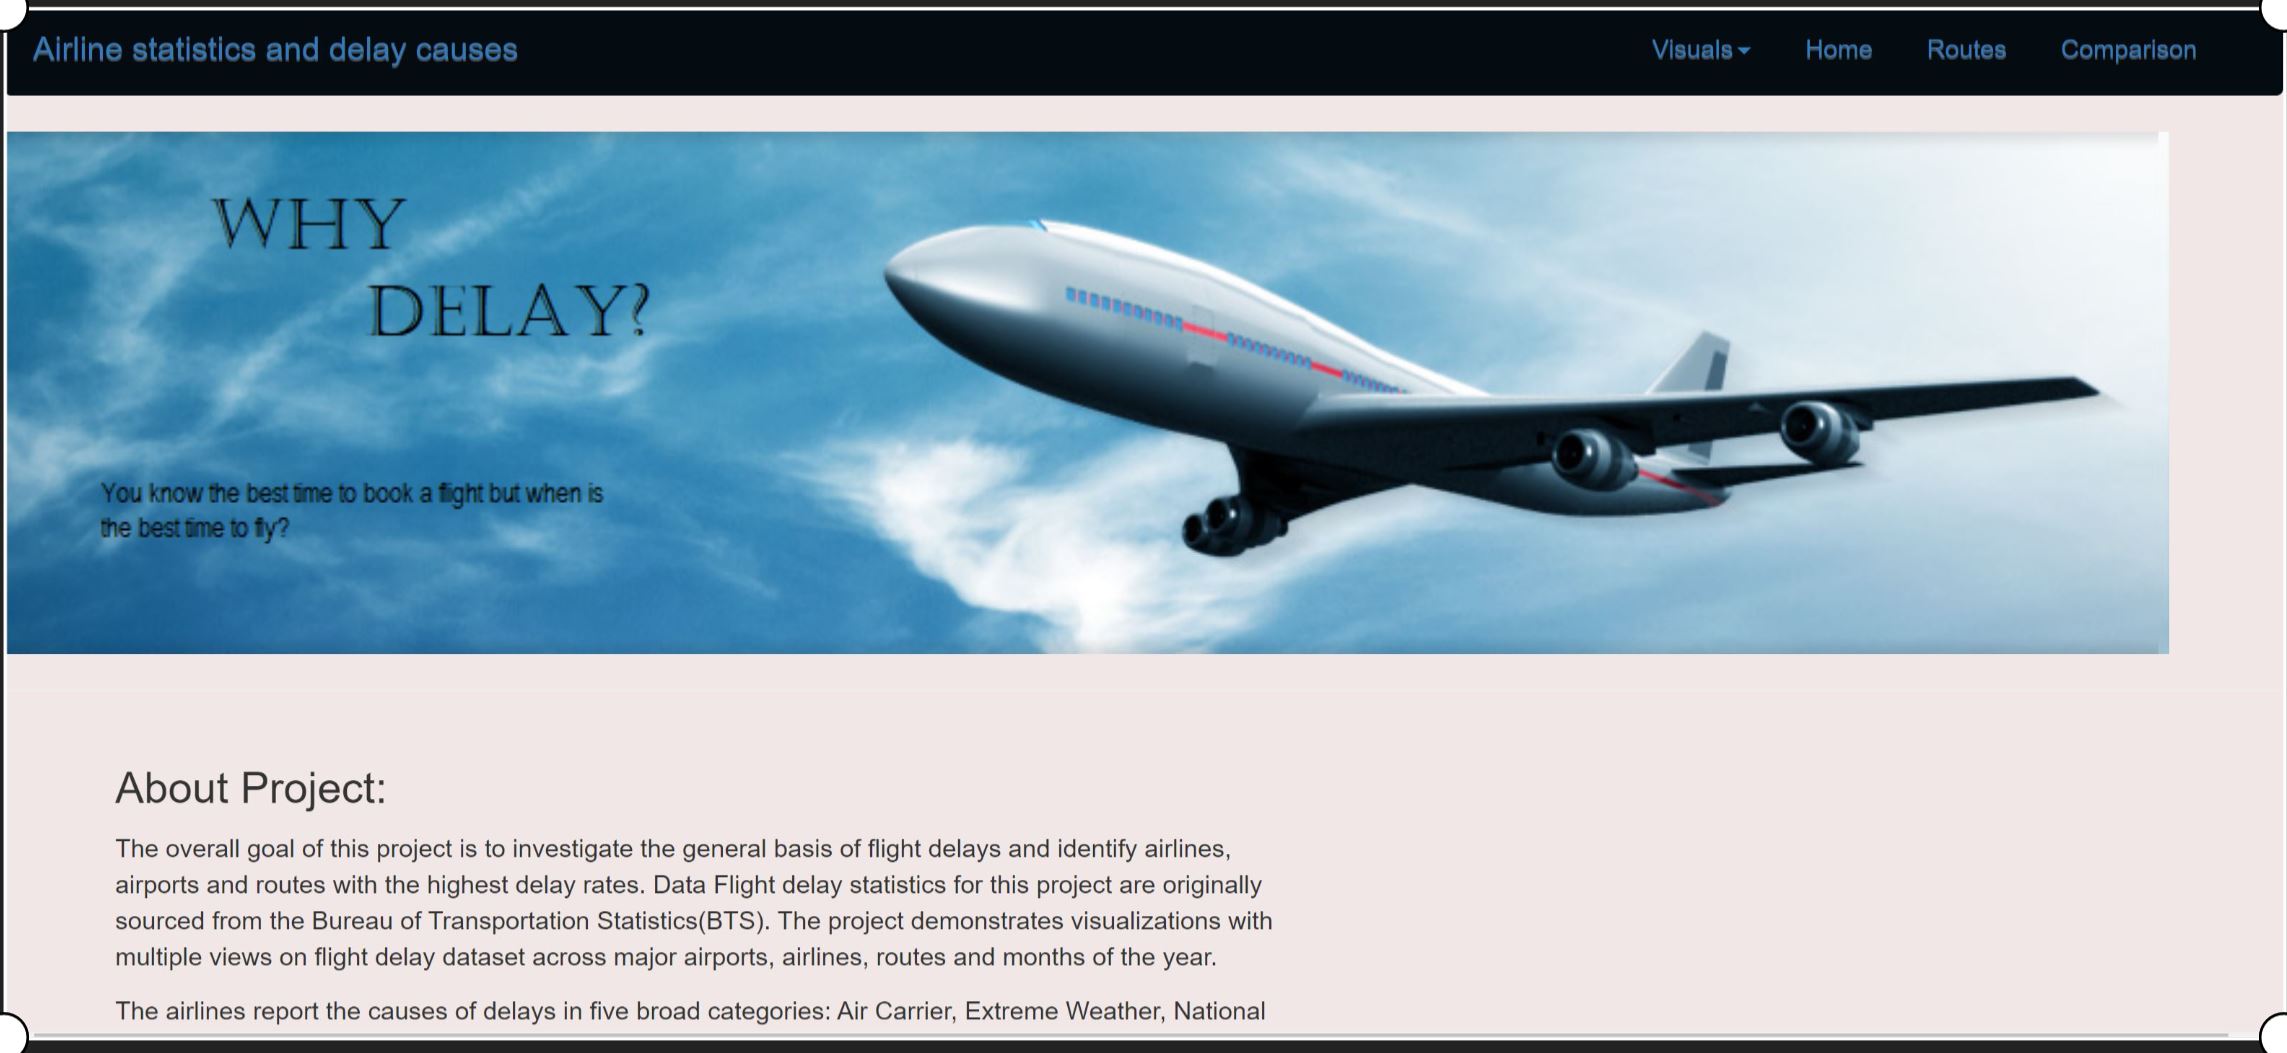 Airline statistics and delay causes
Visuals Home Routes Comparison
WHY
DELAY?
You know the best time to book a flight but when is
the best time to fly?
About Project:
The overall goal of this project is to investigate the general basis of flight delays and identify airlines,
airports and routes with the highest delay rates. Data Flight delay statistics for this project are originally
sourced from the Bureau of Transportation Statistics(BTS). The project demonstrates visualizations with
multiple views on flight delay dataset across major airports, airlines, routes and months of the year.
The airlines report the causes of delays in five broad categories: Air Carrier, Extreme Weather, National